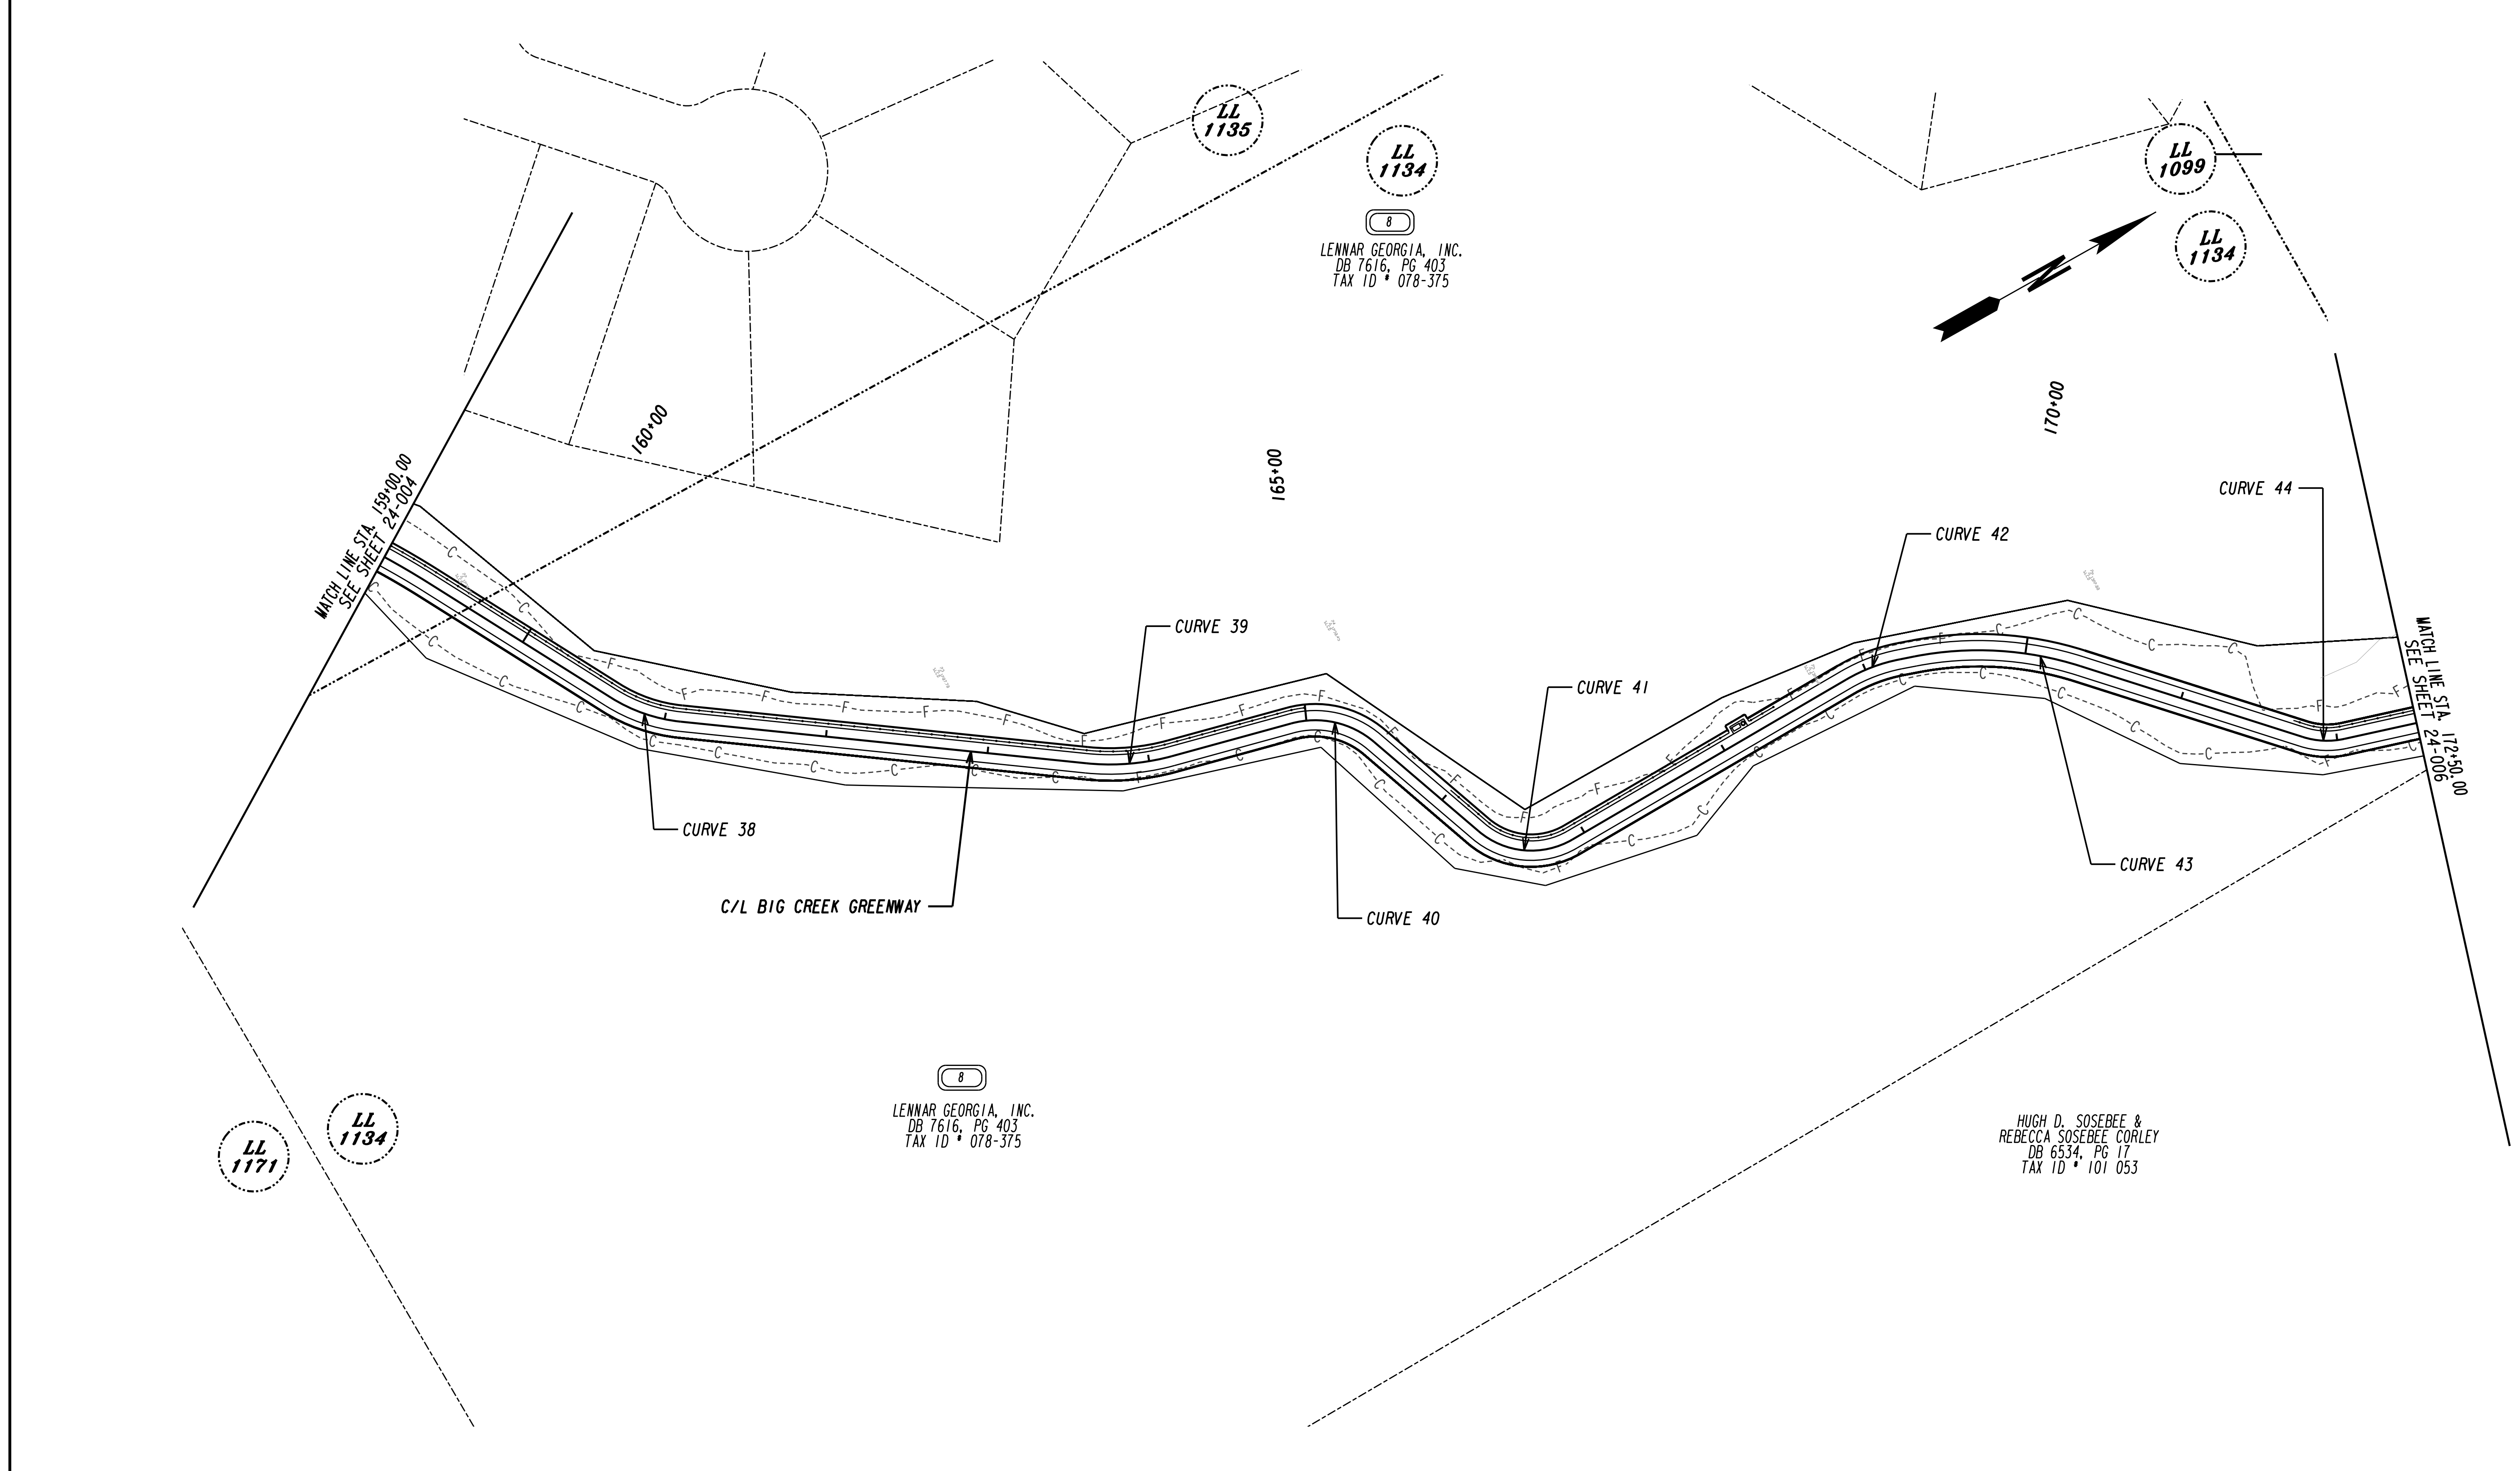 LL
1135
LL
1134
8
LENNAR GEORGIA, INC.
DB 7616, PG 403
TAX ID # 078-375
LL
1099
LL
1134
N
160+00
165+00
170+00
MATCH LINE STA. 159+00.00
SEE SHEET 24-004
CURVE 44
CURVE 42
CURVE 39
CURVE 41
MATCH LINE STA. 172+50.00
SEE SHEET 24-006
CURVE 38
CURVE 43
C/L BIG CREEK GREENWAY
CURVE 40
8
LENNAR GEORGIA, INC.
DB 7616, PG 403
TAX ID # 078-375
LL
1134
LL
1171
HUGH D. SOSEBEE &
REBECCA SOSEBEE CORLEY
DB 6534, PG 17
TAX ID # 101 053